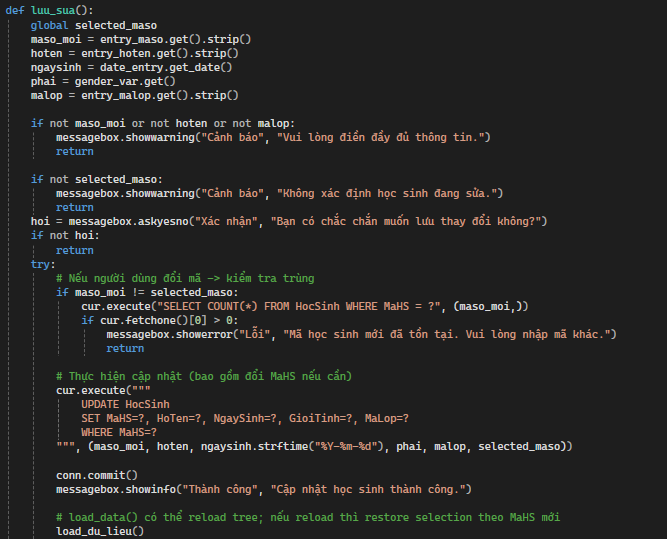 def luu_sua():
    global selected_maso
    maso_moi = entry_maso.get().strip()
    hoten = entry_hoten.get().strip()
    ngaysinh = date_entry.get_date()
    phai = gender_var.get()
    malop = entry_malop.get().strip()

    if not maso_moi or not hoten or not malop:
        messagebox.showwarning("Cảnh báo", "Vui lòng điền đầy đủ thông tin.")
        return

    if not selected_maso:
        messagebox.showwarning("Cảnh báo", "Không xác định học sinh đang sửa.")
        return
    hoi = messagebox.askyesno("Xác nhận", "Bạn có chắc chắn muốn lưu thay đổi không?")
    if not hoi:
        return
    try:
        # Nếu người dùng đổi mã -> kiểm tra trùng
        if maso_moi != selected_maso:
            cur.execute("SELECT COUNT(*) FROM HocSinh WHERE MaHS = ?", (maso_moi,))
            if cur.fetchone()[0] > 0:
                messagebox.showerror("Lỗi", "Mã học sinh mới đã tồn tại. Vui lòng nhập mã khác.")
                return

        # Thực hiện cập nhật (bao gồm đổi MaHS nếu cần)
        cur.execute("""
            UPDATE HocSinh
            SET MaHS=?, HoTen=?, NgaySinh=?, GioiTinh=?, MaLop=?
            WHERE MaHS=?
        """, (maso_moi, hoten, ngaysinh.strftime("%Y-%m-%d"), phai, malop, selected_maso))

        conn.commit()
        messagebox.showinfo("Thành công", "Cập nhật học sinh thành công.")

        # load_data() có thể reload tree; nếu reload thì restore selection theo MaHS mới
        load_du_lieu()